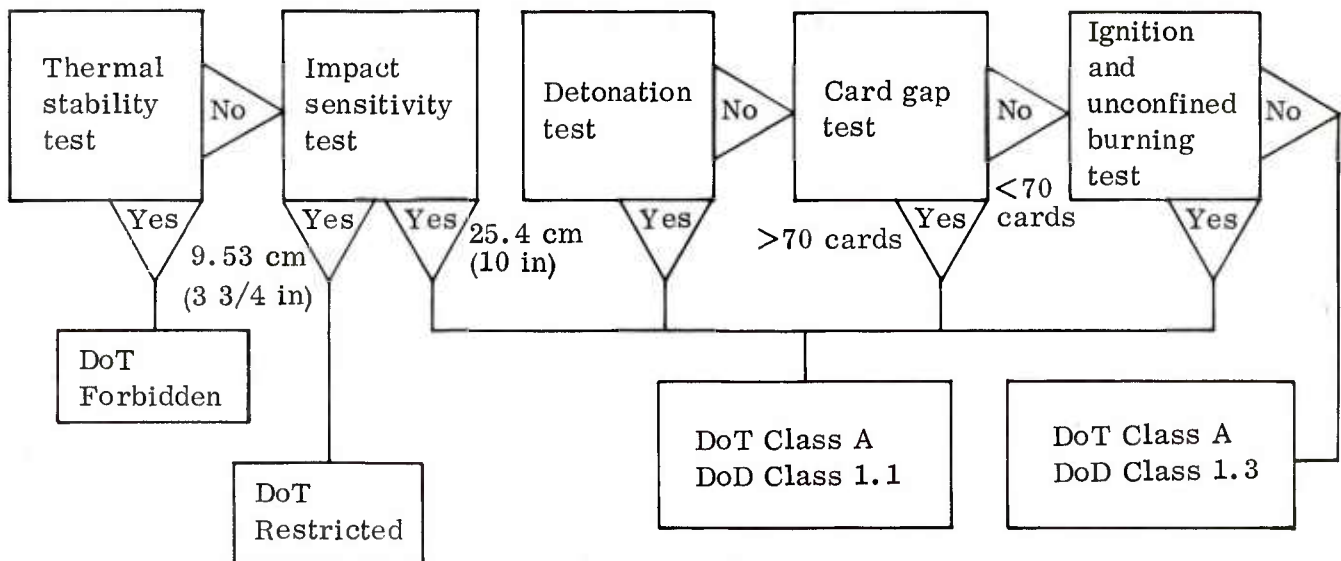 Thermal
stability
test
No
Yes
Impact
sensitivity
test
Yes
9.53 cm
(3 3/4 in)
Yes
25.4 cm
(10 in)
Detonation
test
No
Yes
Card gap
test
No
<70
cards
Yes
>70 cards
Ignition
and
unconfined
burning
test
No
Yes
DoT
Forbidden
DoT
Restricted
DoT Class A
DoD Class 1.1
DoT Class A
DoD Class 1.3